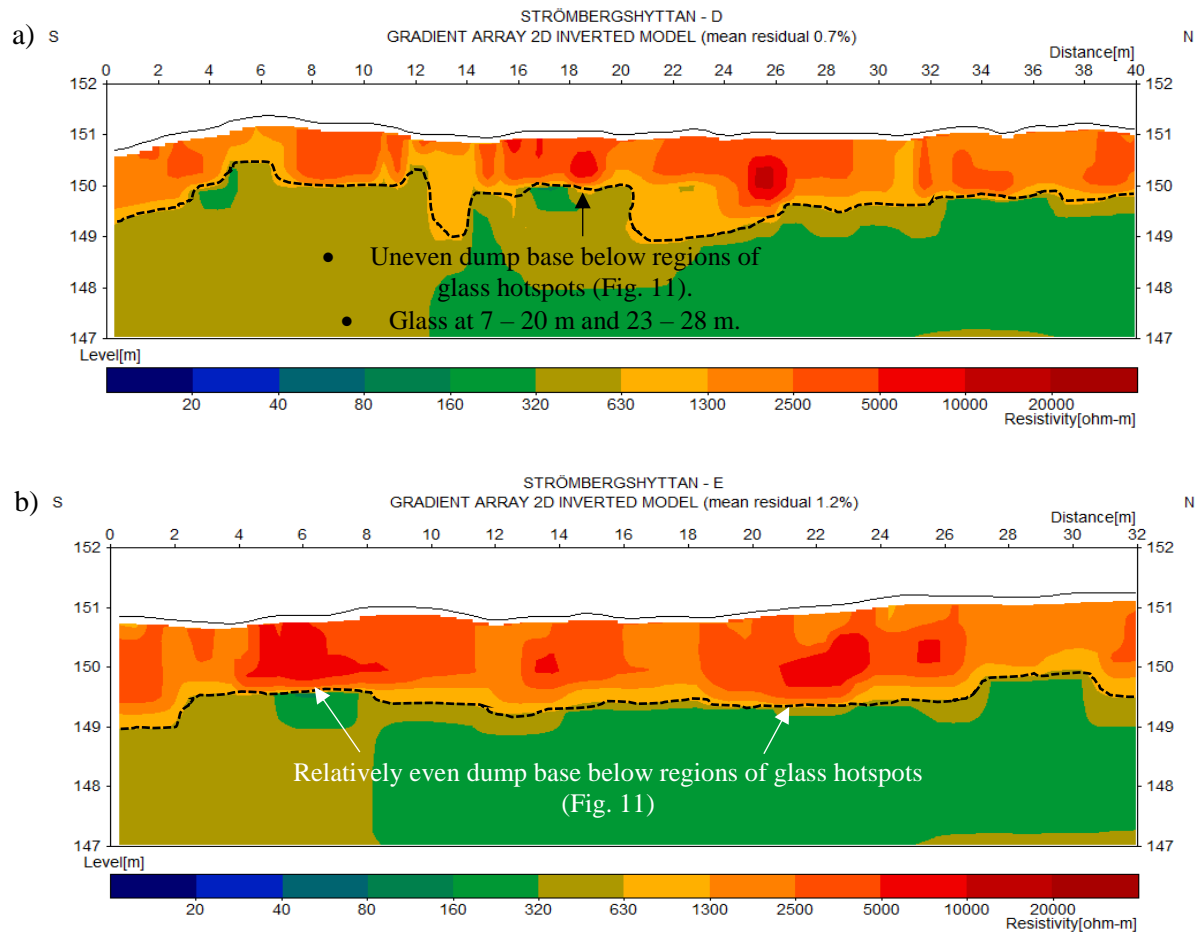 STRÖMBERGSHYTTAN - D
a) S GRADIENT ARRAY 2D INVERTED MODEL (mean residual 0.7%) N
Distance[m]
0 2 4 6 8 10 12 14 16 18 20 22 24 26 28 30 32 34 36 38 40
152 152
151 151
150 150
149 149
• Uneven dump base below regions of
148 148
glass hotspots (Fig. 11).
• Glass at 7 – 20 m and 23 – 28 m.
147 147
Level[m]
20 40 80 160 320 630 1300 2500 5000 10000 20000
Resistivity[ohm-m]
STRÖMBERGSHYTTAN - E
b) S GRADIENT ARRAY 2D INVERTED MODEL (mean residual 1.2%) N
Distance[m]
0 2 4 6 8 10 12 14 16 18 20 22 24 26 28 30 32
152 152
151 151
150 150
149 149
Relatively even dump base below regions of glass hotspots
148 148
(Fig. 11)
147 147
Level[m]
20 40 80 160 320 630 1300 2500 5000 10000 20000
Resistivity[ohm-m]